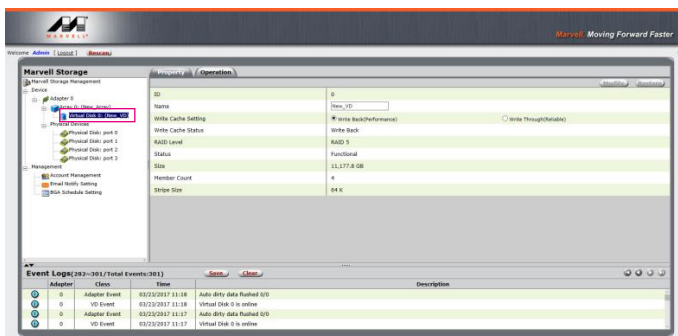 MARVELL
Marvell. Moving Forward Faster
Welcome Admin [ Logout ] Rescan
Marvell Storage
Property Operation
Marvell Storage Management
Modify Restore
Device
Adapter 0
Array 0: (New_Array)
Virtual Disk 0: (New_VD)
Physical Devices
Physical Disk: port 0
Physical Disk: port 1
Physical Disk: port 2
Physical Disk: port 3
Management
Account Management
Email Notify Setting
BGA Schedule Setting
ID 0
Name New_VD
Write Cache Setting Write Back(Performance) Write Through(Reliable)
Write Cache Status Write Back
RAID Level RAID 5
Status Functional
Size 11,177.8 GB
Member Count 4
Stripe Size 64 K
Event Logs(282~301/Total Events:301) Save Clear
Adapter Class Time Description
0 Adapter Event 03/23/2017 11:18 Auto dirty data flushed 0/0
0 VD Event 03/23/2017 11:18 Virtual Disk 0 is online
0 Adapter Event 03/23/2017 11:17 Auto dirty data flushed 0/0
0 VD Event 03/23/2017 11:17 Virtual Disk 0 is online